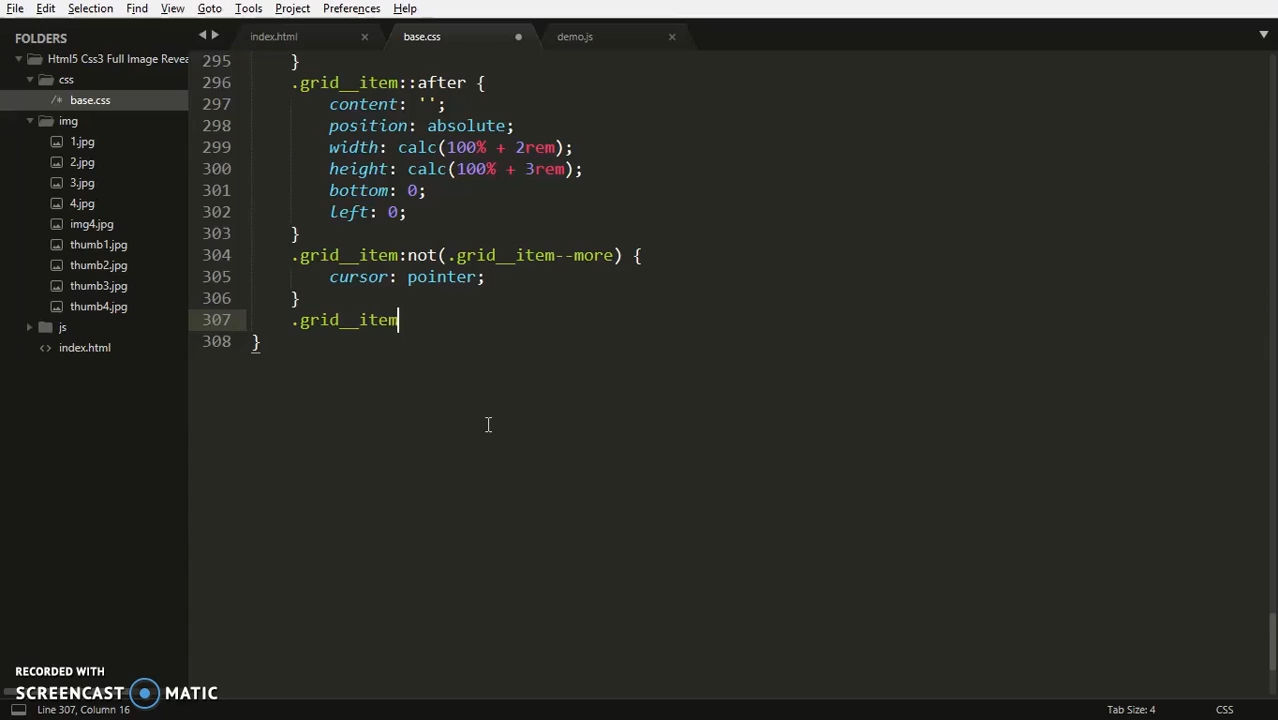 File Edit Selection Find View Goto Tools Project Preferences Help
FOLDERS
Html5 Css3 Full Image Revea
css
/* base.css
img
1.jpg
2.jpg
3.jpg
4.jpg
img4.jpg
thumb1.jpg
thumb2.jpg
thumb3.jpg
thumb4.jpg
js
<> index.html
index.html × base.css demo.js ×
295 }
296 .grid__item::after {
297 content: '';
298 position: absolute;
299 width: calc(100% + 2rem);
300 height: calc(100% + 3rem);
301 bottom: 0;
302 left: 0;
303 }
304 .grid__item:not(.grid__item--more) {
305 cursor: pointer;
306 }
307 .grid__item
308 }
RECORDED WITH
SCREENCAST MATIC
Line 307, Column 16 Tab Size: 4 CSS